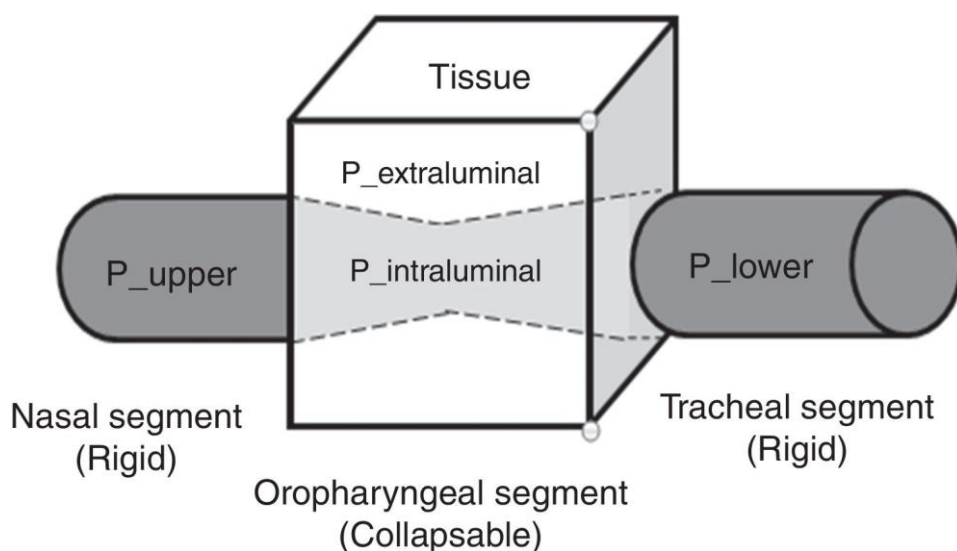 Tissue
P_extraluminal
P_upper
P_intraluminal
P_lower
Nasal segment
(Rigid)
Tracheal segment
(Rigid)
Oropharyngeal segment
(Collapsable)